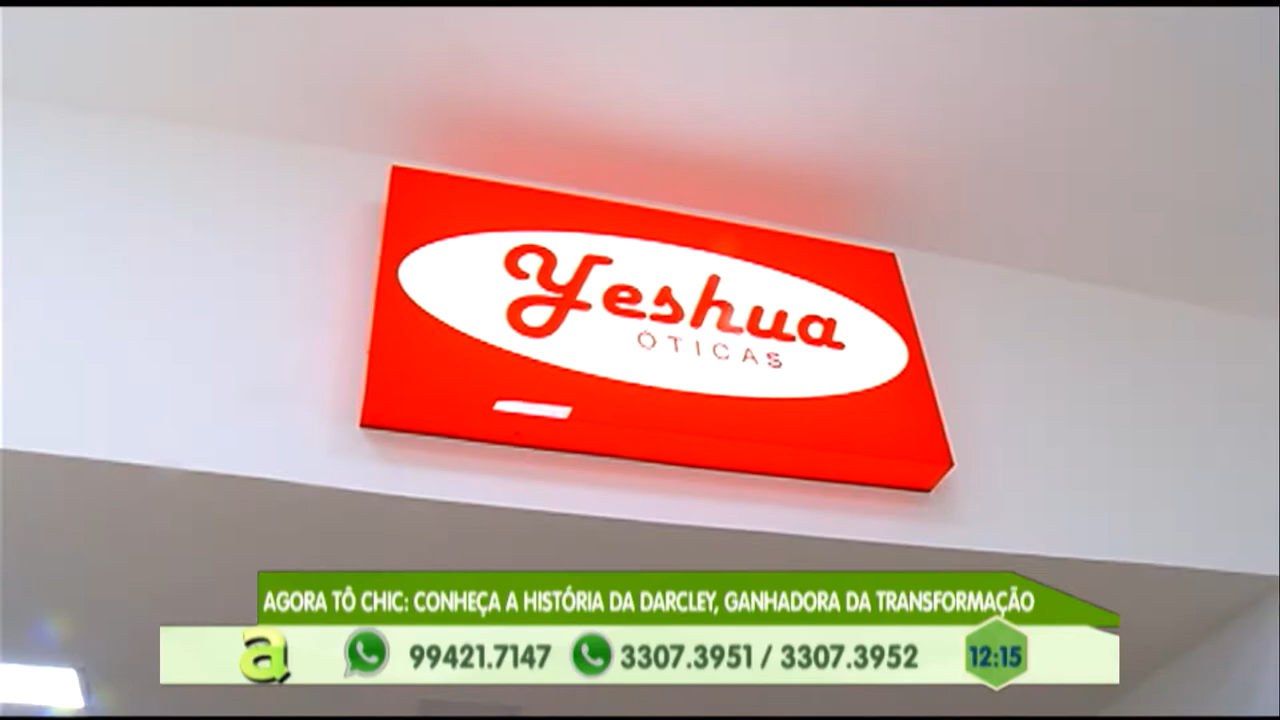 Yeshua
ÓTICAS
AGORA TÔ CHIC: CONHEÇA A HISTÓRIA DA DARCLEY, GANHADORA DA TRANSFORMAÇÃO
a 99421.7147 3307.3951 / 3307.3952 12:15